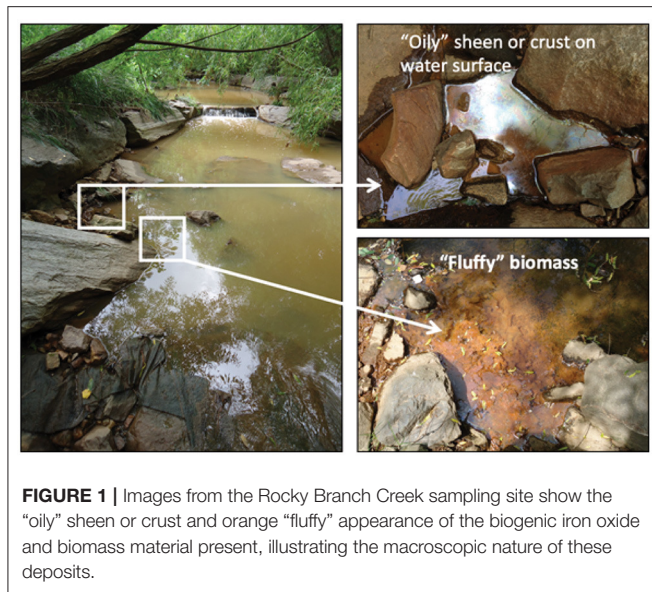 “Oily” sheen or crust on
water surface
“Fluffy” biomass
FIGURE 1 | Images from the Rocky Branch Creek sampling site show the
“oily” sheen or crust and orange “fluffy” appearance of the biogenic iron oxide
and biomass material present, illustrating the macroscopic nature of these
deposits.